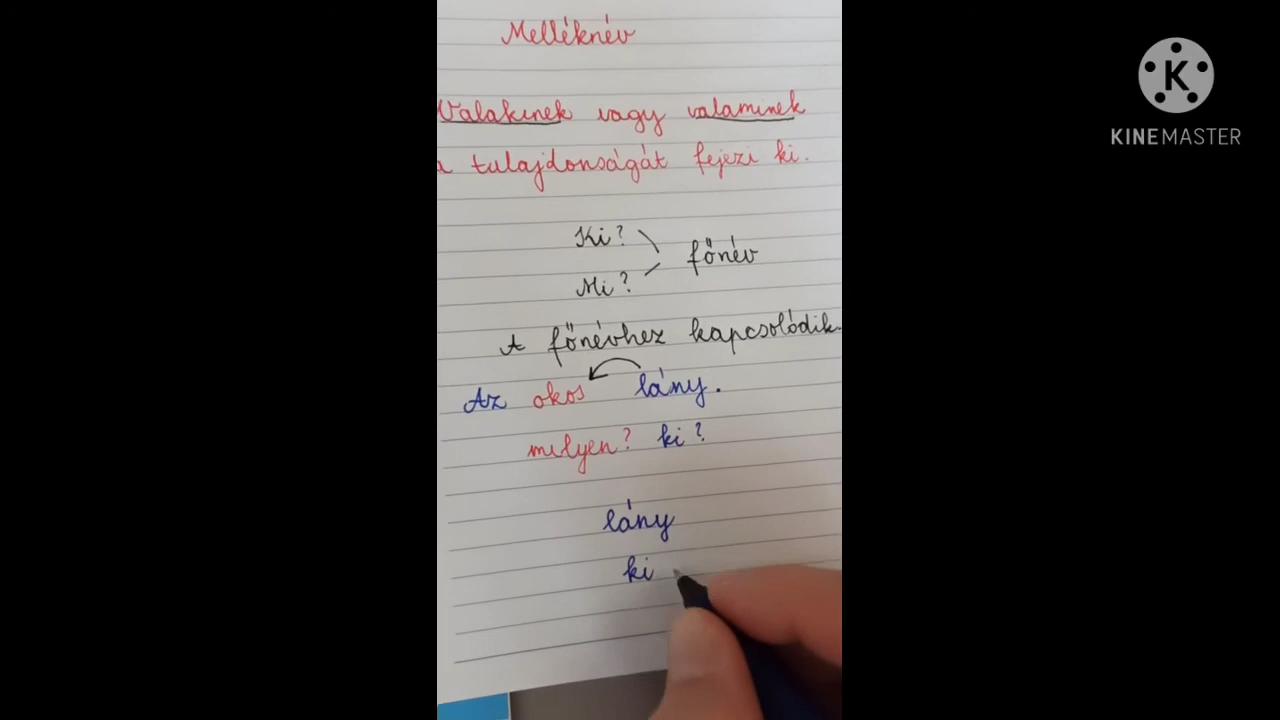 Melléknév
Valakinek vagy valaminek
a tulajdonságát fejezi ki.
Ki?
főnév
Mi?
A főnévhez kapcsolódik.
Az okos lány.
milyen? ki?
lány
ki
K
KINEMASTER